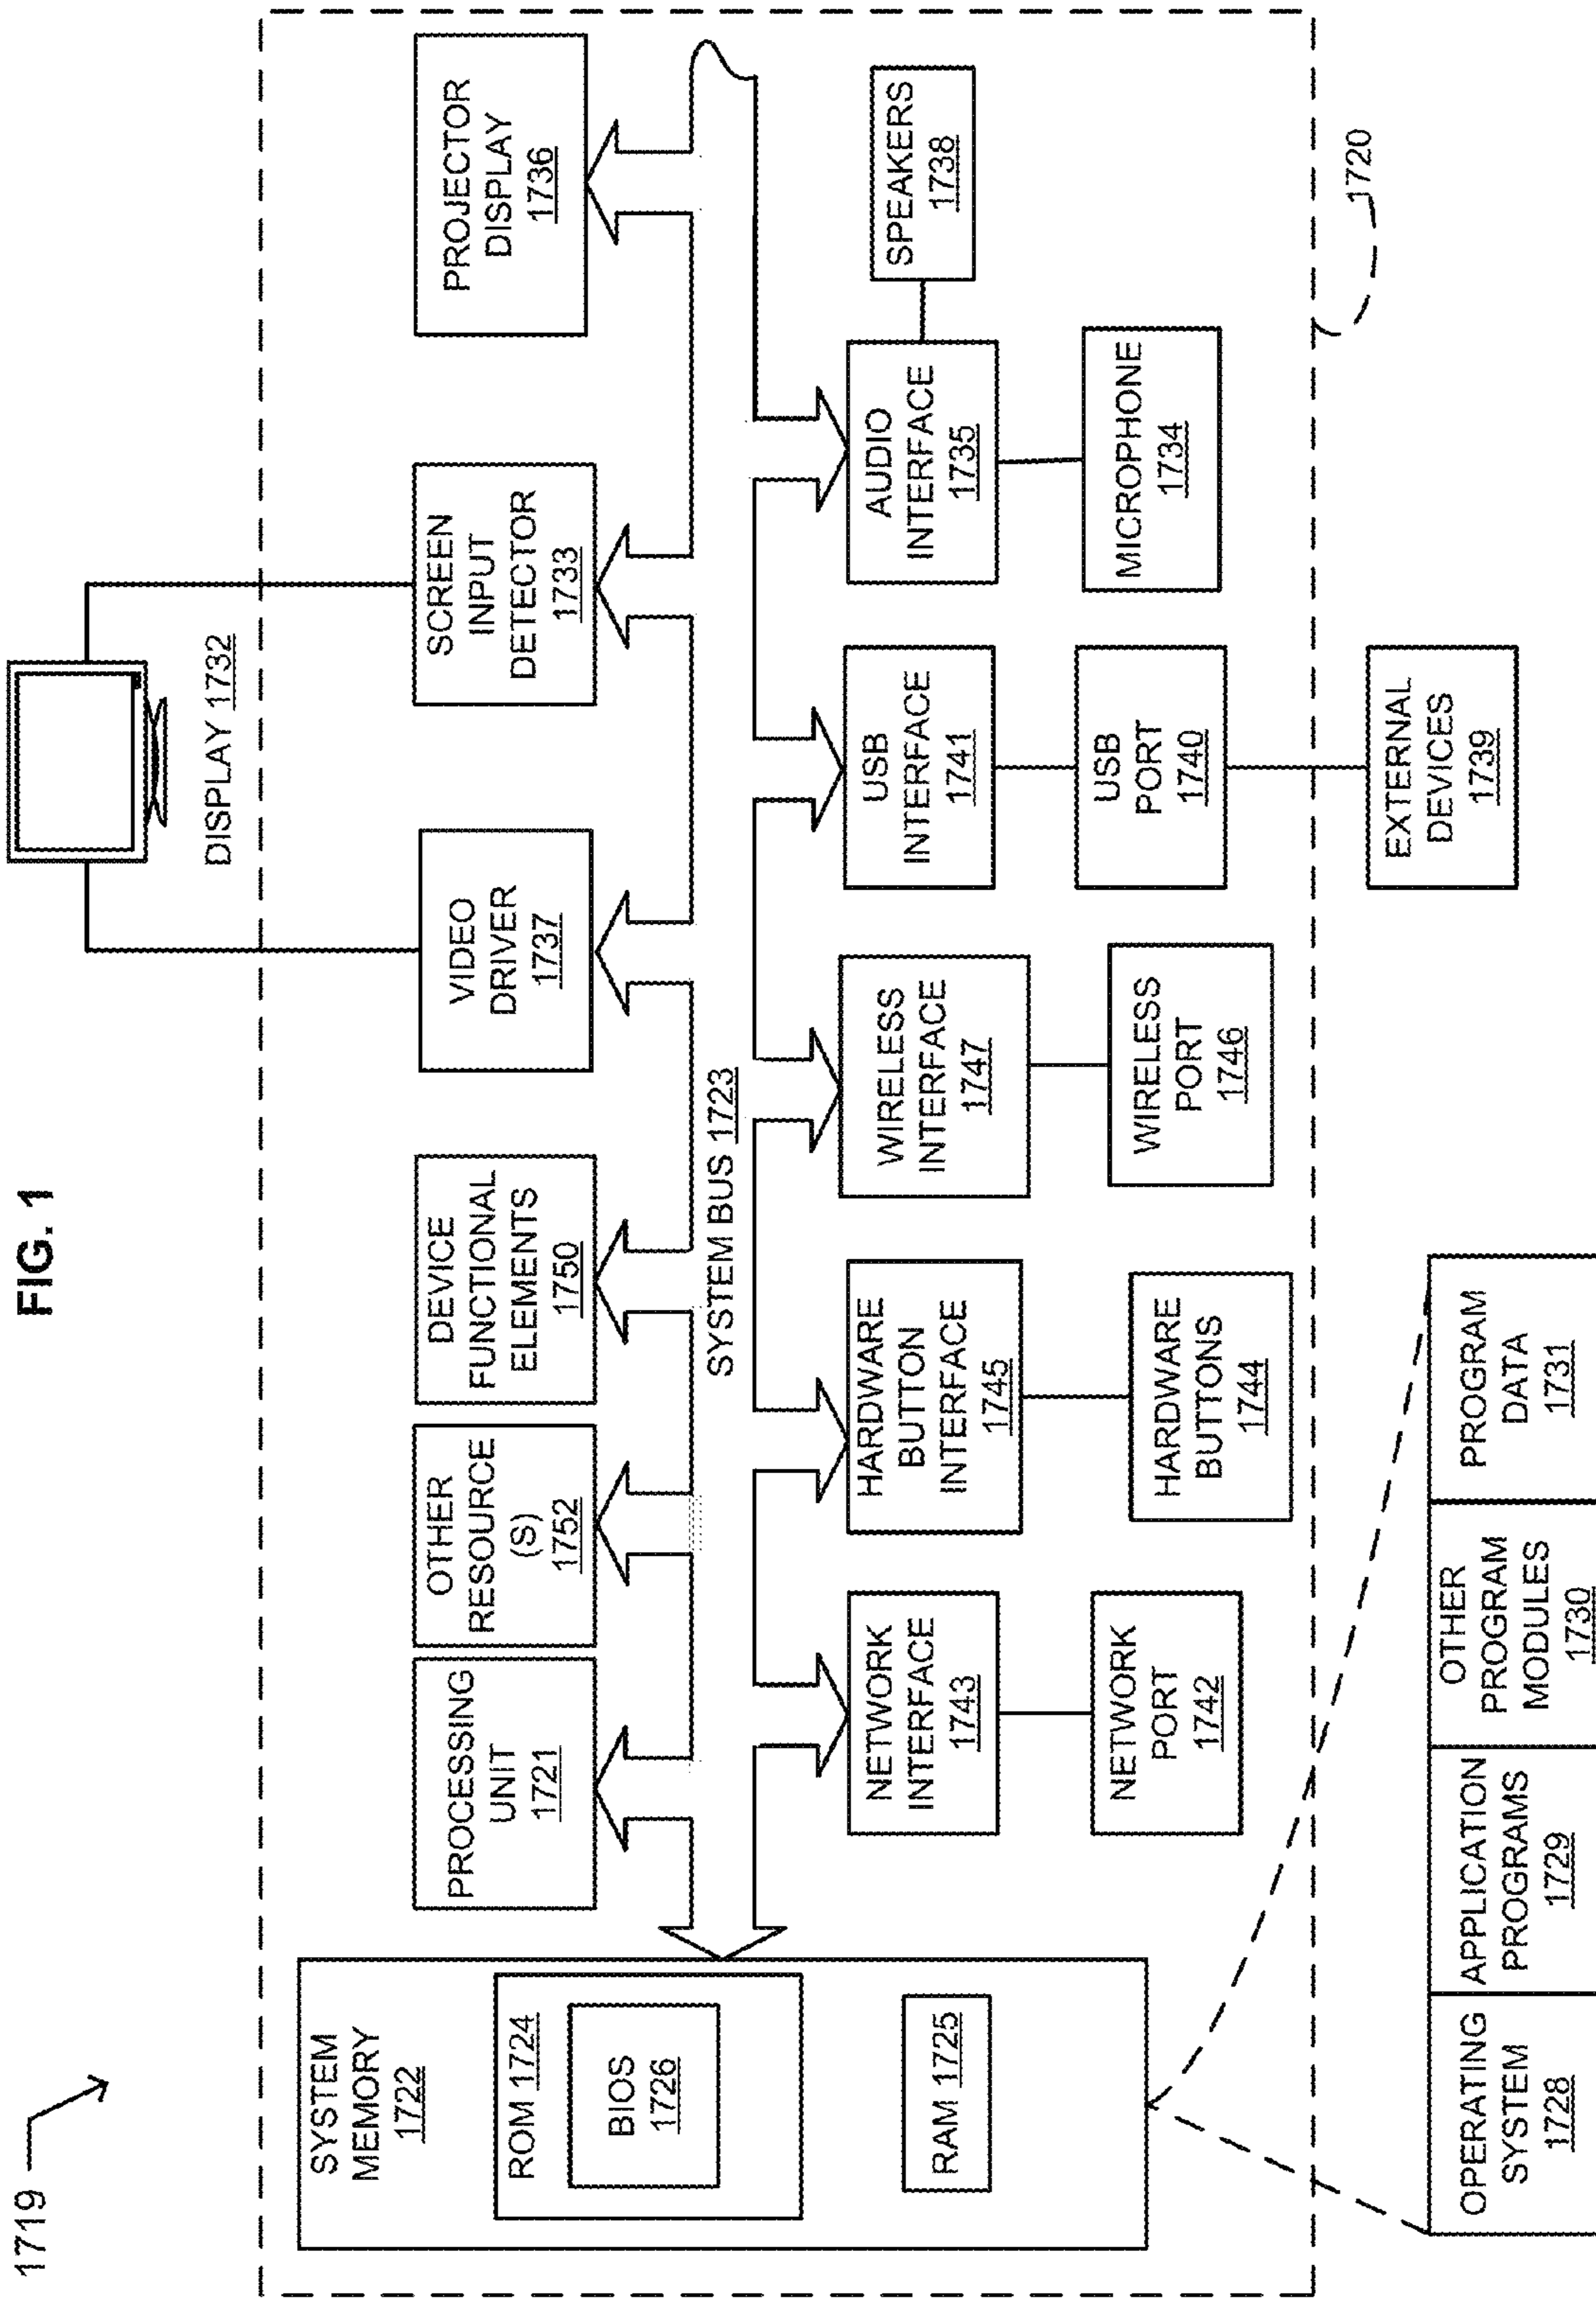 FIG. 1
1719
DISPLAY 1732
SYSTEM
MEMORY
1722
ROM 1724
BIOS
1726
RAM 1725
PROCESSING
UNIT
1721
OTHER
RESOURCE
(S)
1752
DEVICE
FUNCTIONAL
ELEMENTS
1750
VIDEO
DRIVER
1737
SCREEN
INPUT
DETECTOR
1733
PROJECTOR
DISPLAY
1736
SYSTEM BUS 1723
NETWORK
INTERFACE
1743
HARDWARE
BUTTON
INTERFACE
1745
WIRELESS
INTERFACE
1747
USB
INTERFACE
1741
AUDIO
INTERFACE
1735
SPEAKERS
1738
NETWORK
PORT
1742
HARDWARE
BUTTONS
1744
WIRELESS
PORT
1746
USB
PORT
1740
MICROPHONE
1734
1720
OPERATING
SYSTEM
1728
APPLICATION
PROGRAMS
1729
OTHER
PROGRAM
MODULES
1730
PROGRAM
DATA
1731
EXTERNAL
DEVICES
1739